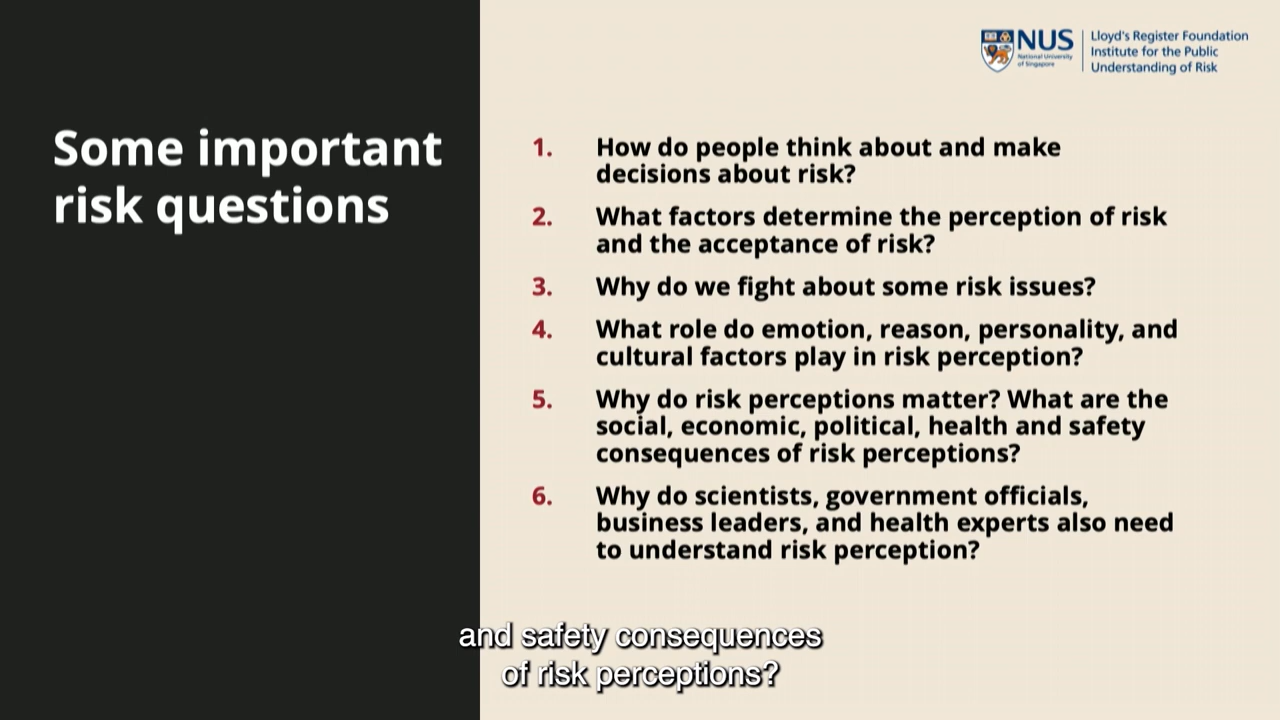 NUS
National University
of Singapore
Lloyd's Register Foundation
Institute for the Public
Understanding of Risk
Some important
risk questions
1. How do people think about and make
decisions about risk?
2. What factors determine the perception of risk
and the acceptance of risk?
3. Why do we fight about some risk issues?
4. What role do emotion, reason, personality, and
cultural factors play in risk perception?
5. Why do risk perceptions matter? What are the
social, economic, political, health and safety
consequences of risk perceptions?
6. Why do scientists, government officials,
business leaders, and health experts also need
to understand risk perception?
and safety consequences
of risk perceptions?